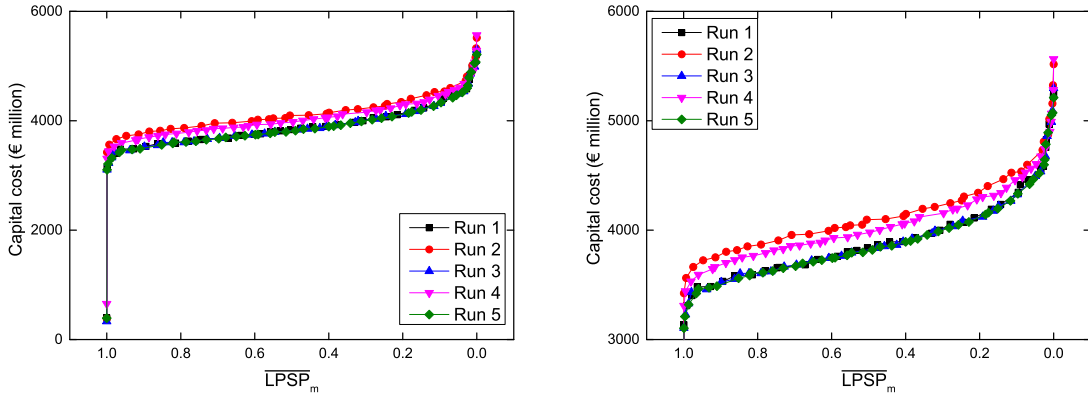 Capital cost (€ million)
6000
4000
2000
0
1.0 0.8 0.6 0.4 0.2 0.0
LPSP m
Run 1
Run 2
Run 3
Run 4
Run 5
Capital cost (€ million)
6000
5000
4000
3000
1.0 0.8 0.6 0.4 0.2 0.0
LPSP m
Run 1
Run 2
Run 3
Run 4
Run 5